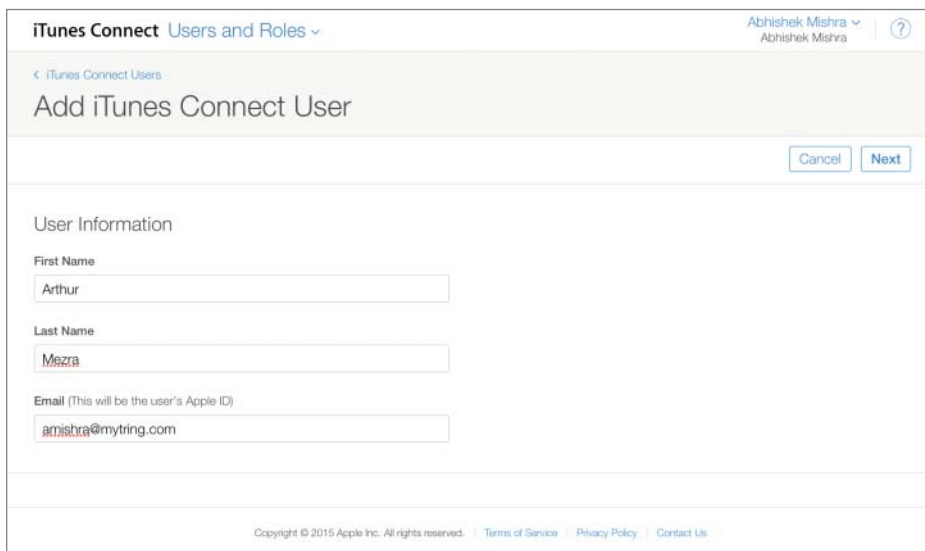 iTunes Connect Users and Roles
Abhishek Mishra
Abhishek Mishra
?
iTunes Connect Users
Add iTunes Connect User
Cancel Next
User Information
First Name
Arthur
Last Name
Mezra
Email (This will be the user's Apple ID)
amishra@mytring.com
Copyright © 2015 Apple Inc. All rights reserved. Terms of Service Privacy Policy Contact Us